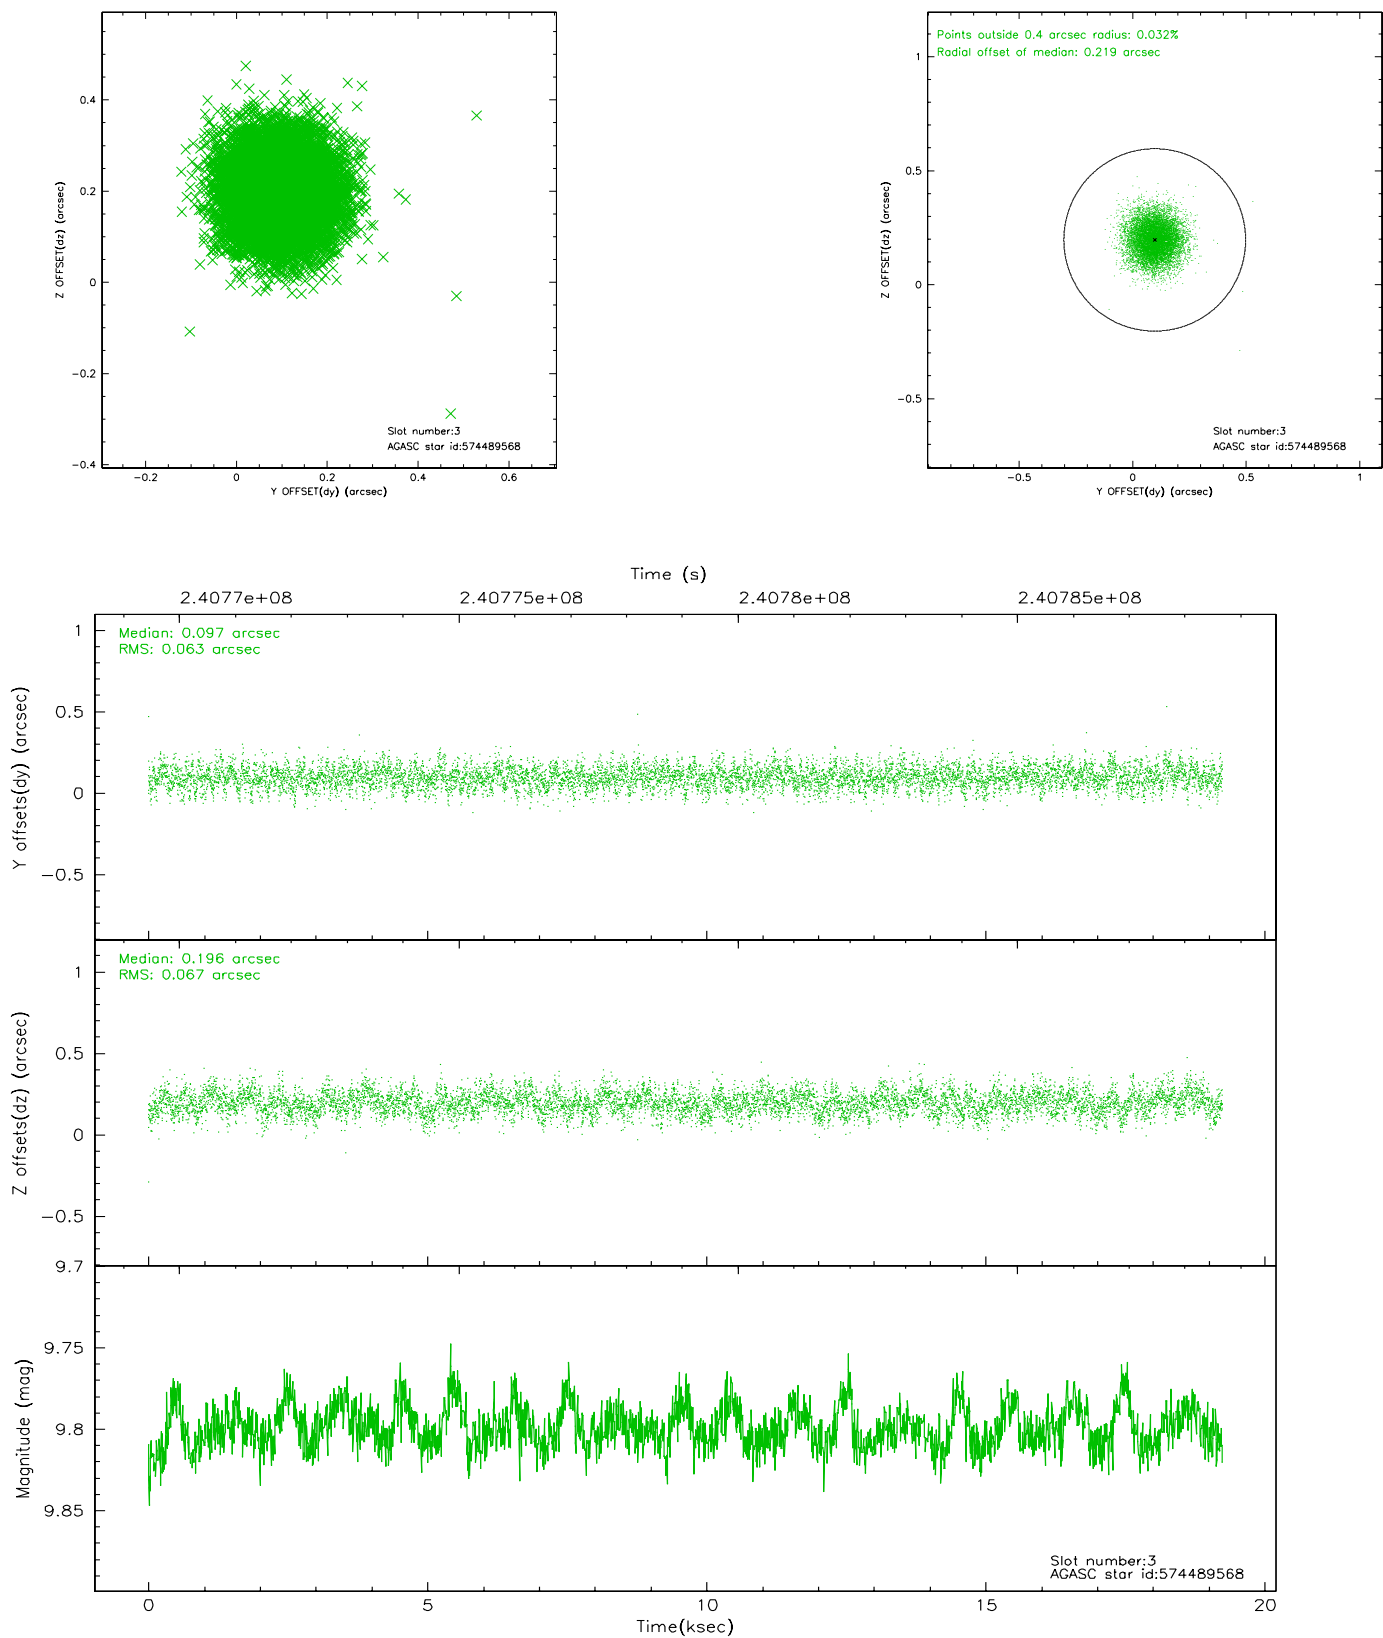 0.4
0.2
0
−0.2
−0.4
Z OFFSET(dz) (arcsec)
−0.2 0 0.2 0.4 0.6
Y OFFSET(dy) (arcsec)
Slot number:3
AGASC star id:574489568
Points outside 0.4 arcsec radius: 0.032%
Radial offset of median: 0.219 arcsec
1
0.5
0
−0.5
Z OFFSET(dz) (arcsec)
−0.5 0 0.5 1
Y OFFSET(dy) (arcsec)
Slot number:3
AGASC star id:574489568
Time (s)
2.4077e+08 2.40775e+08 2.4078e+08 2.40785e+08
Median: 0.097 arcsec
RMS: 0.063 arcsec
1
0.5
0
−0.5
Y offsets(dy) (arcsec)
Median: 0.196 arcsec
RMS: 0.067 arcsec
1
0.5
0
−0.5
Z offsets(dz) (arcsec)
9.7
9.75
9.8
9.85
Magnitude (mag)
Slot number:3
AGASC star id:574489568
0 5 10 15 20
Time(ksec)